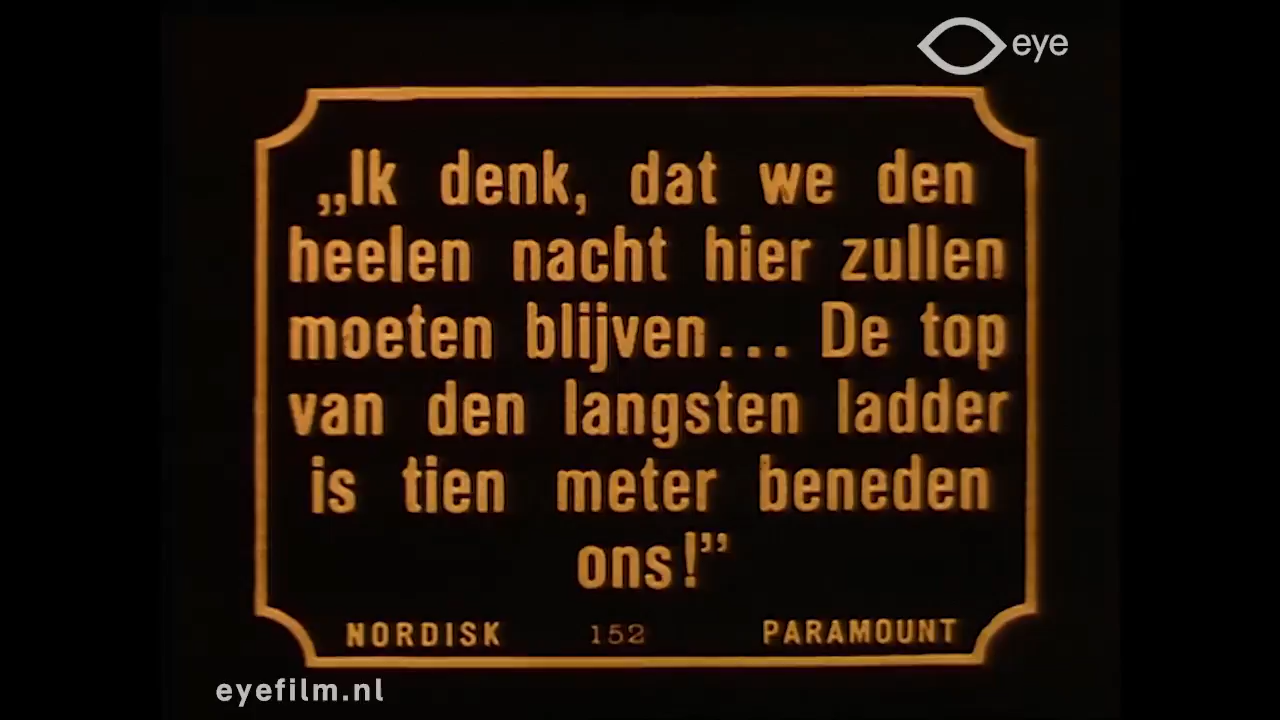 eye
„Ik denk, dat we den
heelen nacht hier zullen
moeten blijven... De top
van den langsten ladder
is tien meter beneden
ons!”
NORDISK 152 PARAMOUNT
eyefilm.nl